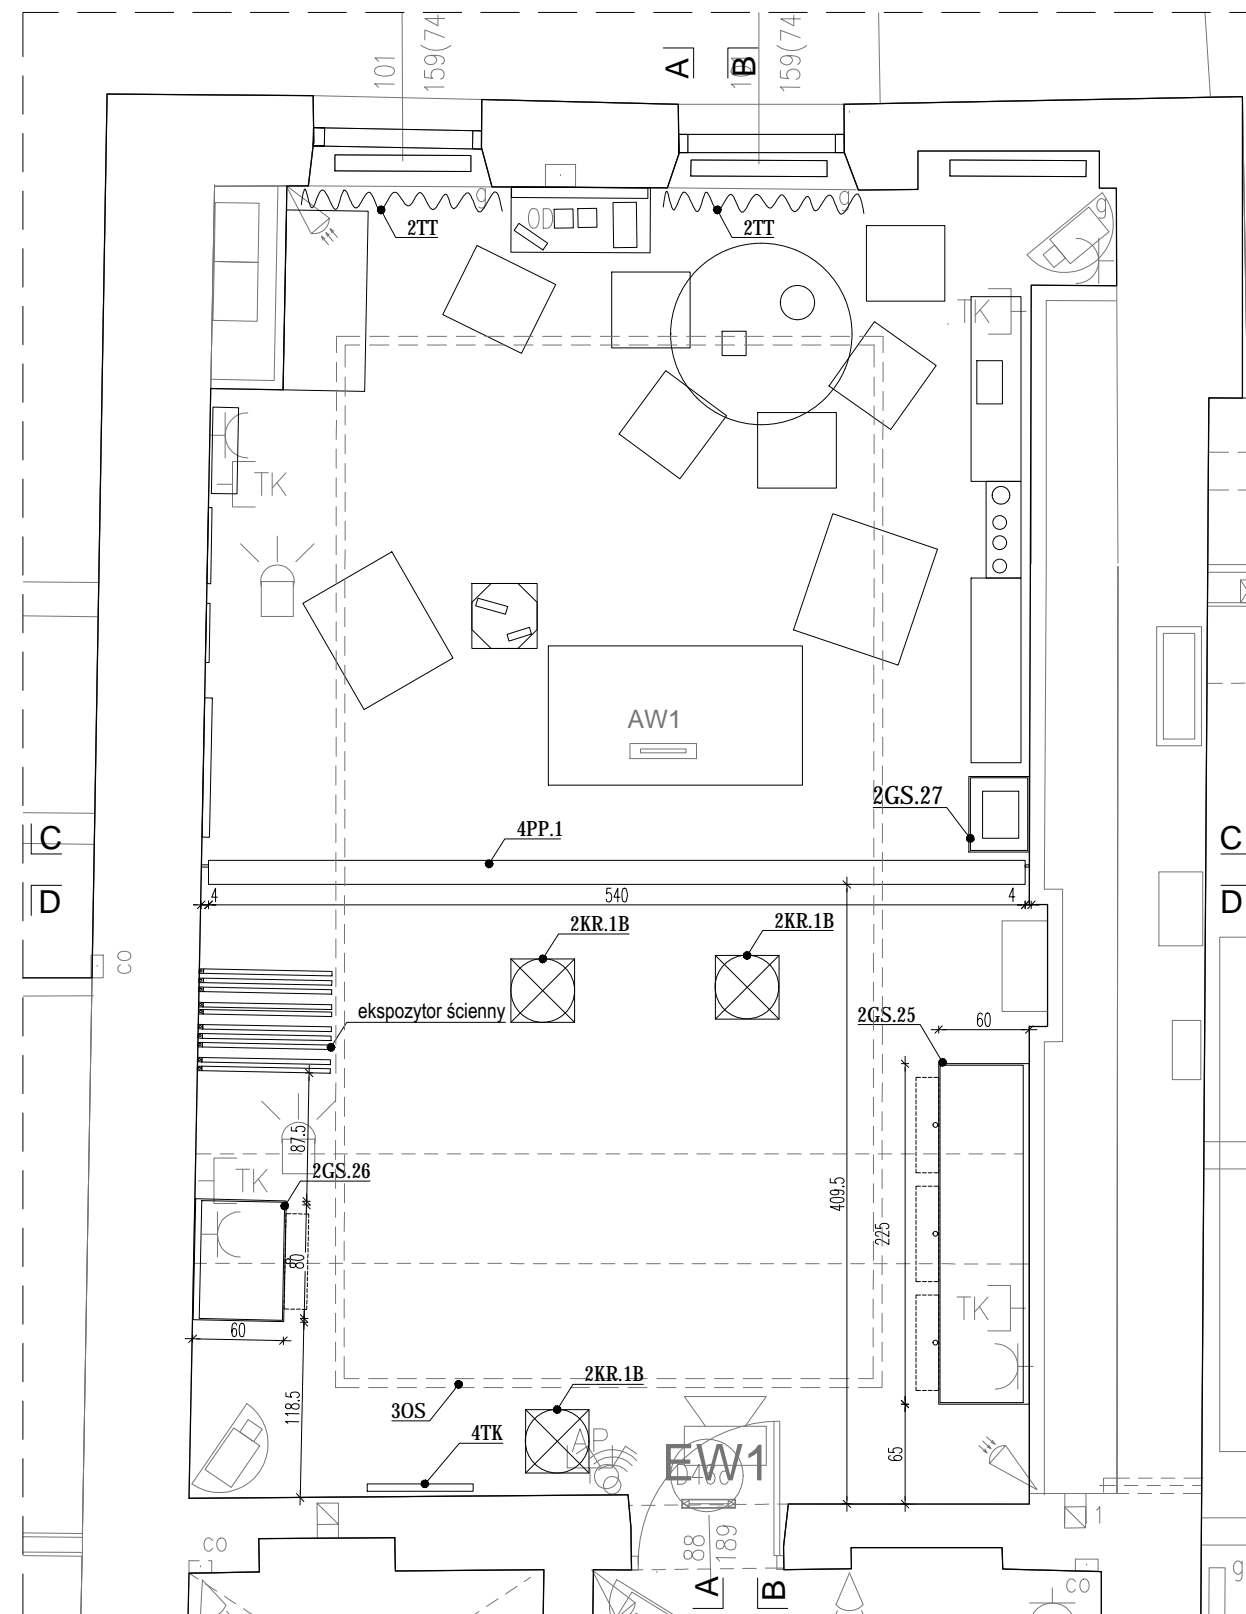 101
159(74
A
B
159(74
g
OD
g
g
2TT
2TT
TK
TK
AW1
2GS.27
C
4PP.1
C
D
4
540
4
D
2KR.1B
2KR.1B
co
ekspozytor ścienny
2GS.25
60
87.5
TK
2GS.26
409.5
225
80
TK
60
118.5
2KR.1B
3OS
4TK
AP
EW1
65
1
co
88
189
A
B
co
g